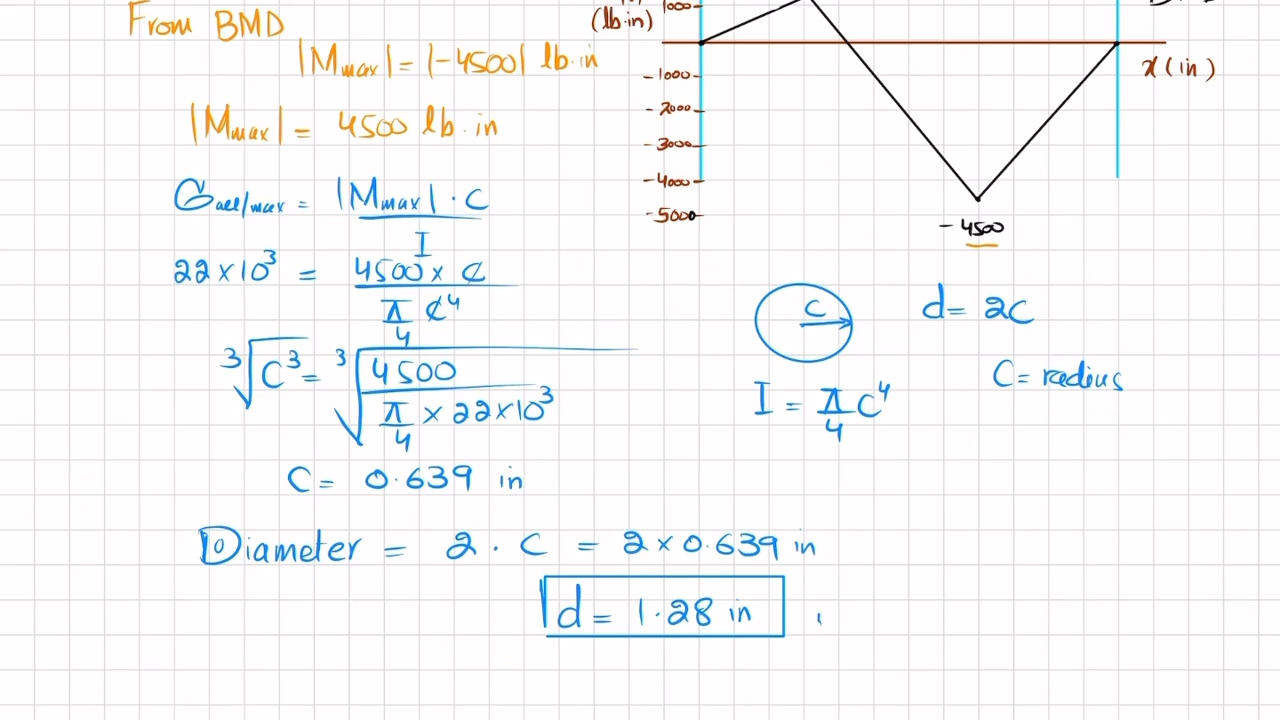 From BMD
|Mmax| = |-4500| lb.in
|Mmax| = 4500 lb.in
σall/max = |Mmax| · C / I
22×10³ = 4500 × C / π/4 C⁴
³√C³ = ³√4500 / π/4 × 22×10³
C = 0.639 in
Diameter = 2 · C = 2×0.639 in
d = 1.28 in
(lb.in)
1000
-1000
-2000
-3000
-4000
-5000
x(in)
-4500
C
d = 2C
C = radius
I = π/4 C⁴